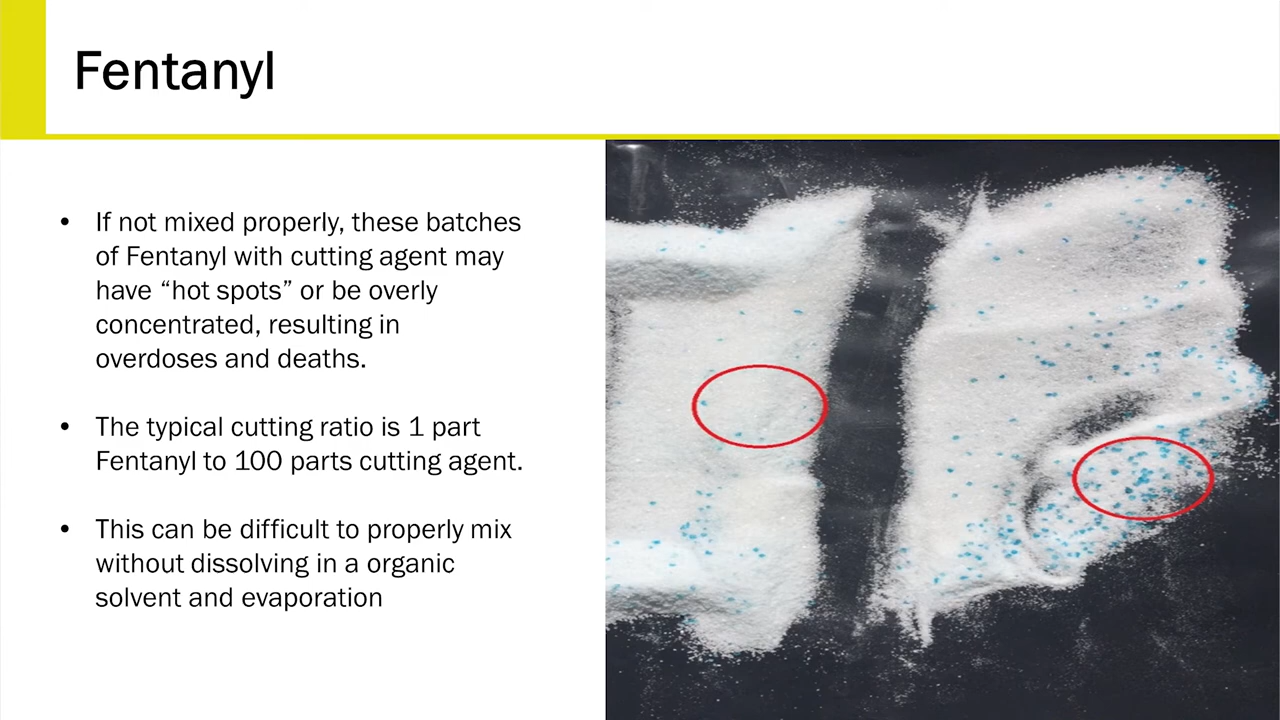 Fentanyl
• If not mixed properly, these batches
of Fentanyl with cutting agent may
have “hot spots” or be overly
concentrated, resulting in
overdoses and deaths.
• The typical cutting ratio is 1 part
Fentanyl to 100 parts cutting agent.
• This can be difficult to properly mix
without dissolving in a organic
solvent and evaporation